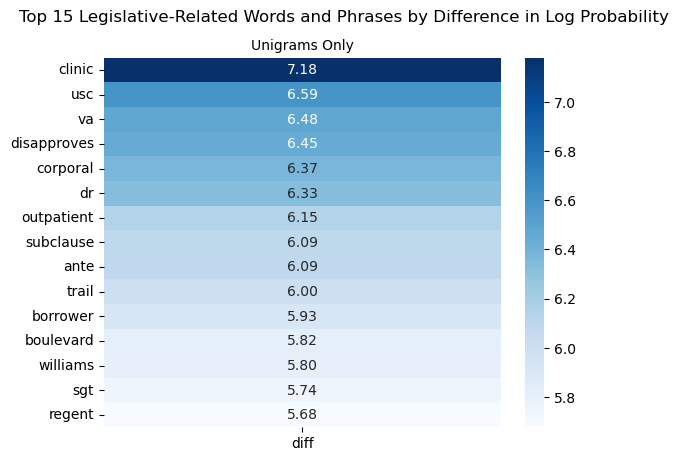 Top 15 Legislative-Related Words and Phrases by Difference in Log Probability
Unigrams Only
clinic 7.18
usc 6.59
va 6.48
disapproves 6.45
corporal 6.37
dr 6.33
outpatient 6.15
subclause 6.09
ante 6.09
trail 6.00
borrower 5.93
boulevard 5.82
williams 5.80
sgt 5.74
regent 5.68
diff
7.0
6.8
6.6
6.4
6.2
6.0
5.8